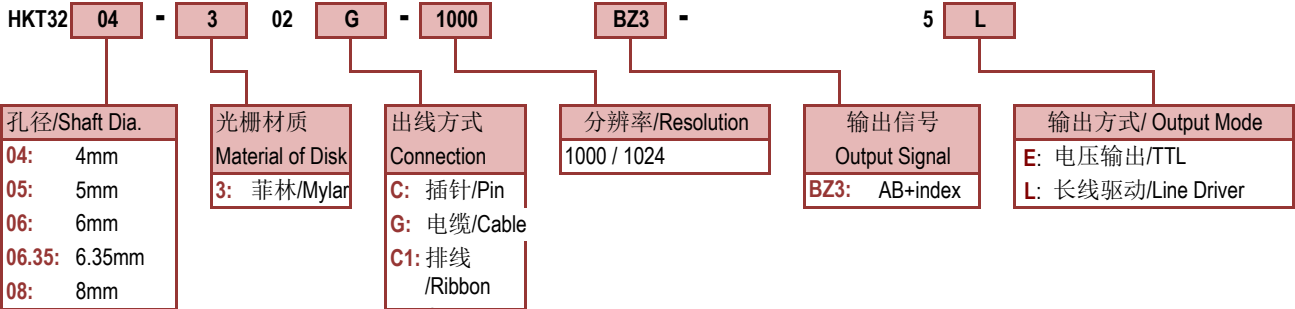 HKT32 04 - 3 02 G - 1000 BZ3 - 5 L
孔径/Shaft Dia.
04: 4mm
05: 5mm
06: 6mm
06.35: 6.35mm
08: 8mm
光栅材质
Material of Disk
3: 菲林/Mylar
出线方式
Connection
C: 插针/Pin
G: 电缆/Cable
C1: 排线
/Ribbon
分辨率/Resolution
1000 / 1024
输出信号
Output Signal
BZ3: AB+index
输出方式/ Output Mode
E: 电压输出/TTL
L: 长线驱动/Line Driver